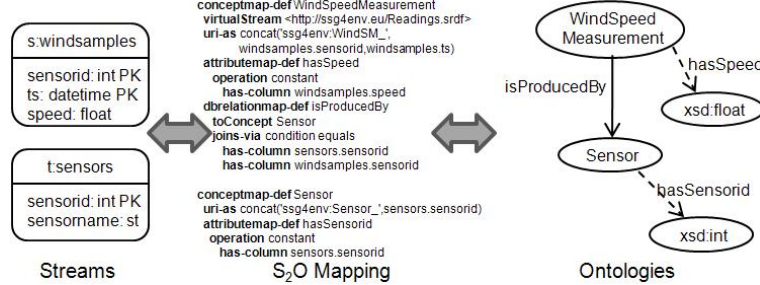 s:windsamples
sensorid: int PK
ts: datetime PK
speed: float
t:sensors
sensorid: int PK
sensorname: st
Streams
conceptmap-def WindSpeedMeasurement
virtualStream <http://ssg4env.eu/Readings.srdf>
uri-as concat('ssg4env:WindSM_',
windsamples.sensorid,windsamples.ts)
attributemap-def hasSpeed
operation constant
has-column windsamples.speed
dbrelationmap-def isProducedBy
toConcept Sensor
joins-via condition equals
has-column sensors.sensorid
has-column windsamples.sensorid
conceptmap-def Sensor
uri-as concat('ssg4env:Sensor_',sensors.sensorid)
attributemap-def hasSensorid
operation constant
has-column sensors.sensorid
S2O Mapping
WindSpeed
Measurement
hasSpeed
isProducedBy
xsd:float
Sensor
hasSensorid
xsd:int
Ontologies